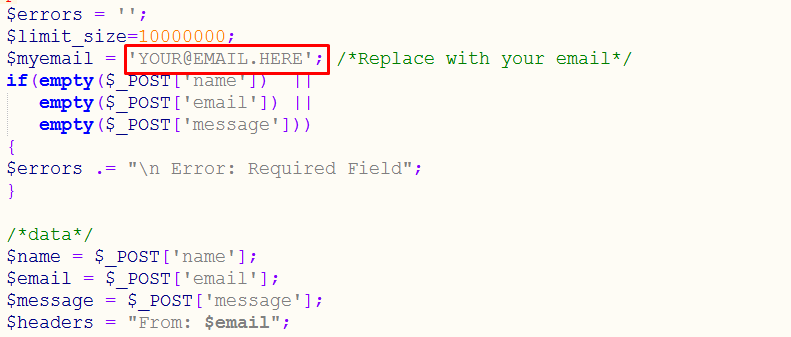 $errors = '';
$limit_size=10000000;
$myemail = 'YOUR@EMAIL.HERE'; /*Replace with your email*/
if(empty($_POST['name'])  ||
   empty($_POST['email']) ||
   empty($_POST['message']))
{
$errors .= "\n Error: Required Field";
}

/*data*/
$name = $_POST['name'];
$email = $_POST['email'];
$message = $_POST['message'];
$headers = "From: $email";